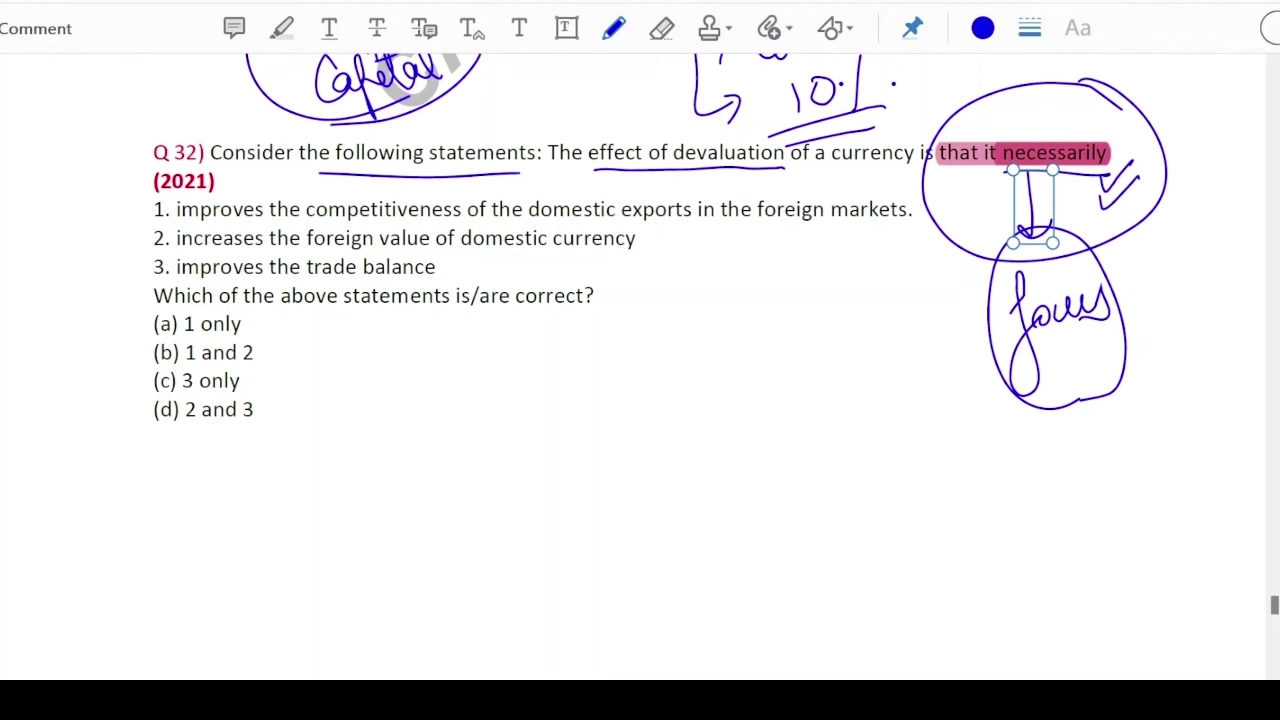 Comment
T T T T T T Aa
Capital
10%.
Q 32) Consider the following statements: The effect of devaluation of a currency is that it necessarily
(2021)
1. improves the competitiveness of the domestic exports in the foreign markets.
2. increases the foreign value of domestic currency
3. improves the trade balance
Which of the above statements is/are correct?
(a) 1 only
(b) 1 and 2
(c) 3 only
(d) 2 and 3
focus